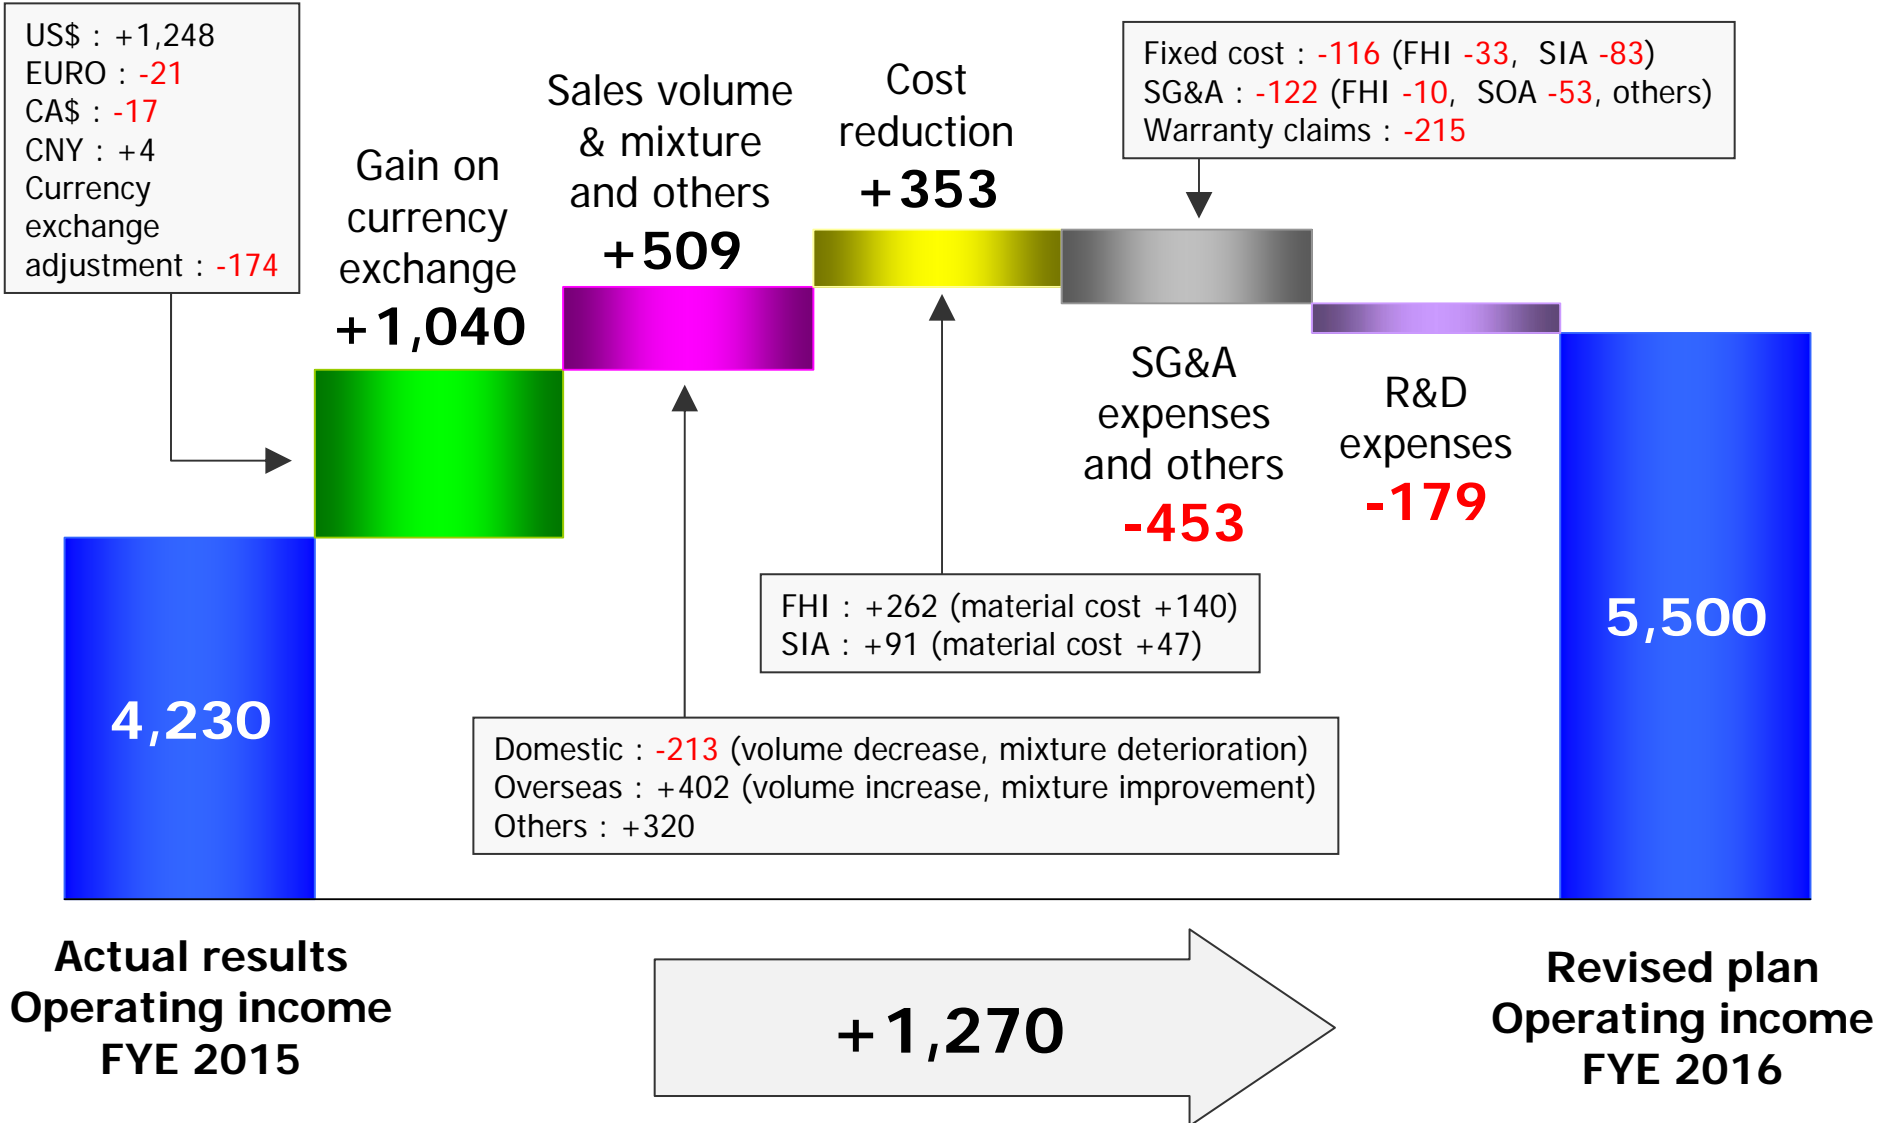 US$ : +1,248
EURO : -21
CA$ : -17
CNY : +4
Currency
exchange
adjustment : -174
Gain on
currency
exchange
+1,040
Sales volume
& mixture
and others
+509
Cost
reduction
+353
Fixed cost : -116 (FHI -33, SIA -83)
SG&A : -122 (FHI -10, SOA -53, others)
Warranty claims : -215
SG&A
expenses
and others
-453
R&D
expenses
-179
FHI : +262 (material cost +140)
SIA : +91 (material cost +47)
Domestic : -213 (volume decrease, mixture deterioration)
Overseas : +402 (volume increase, mixture improvement)
Others : +320
4,230
5,500
Actual results
Operating income
FYE 2015
+1,270
Revised plan
Operating income
FYE 2016